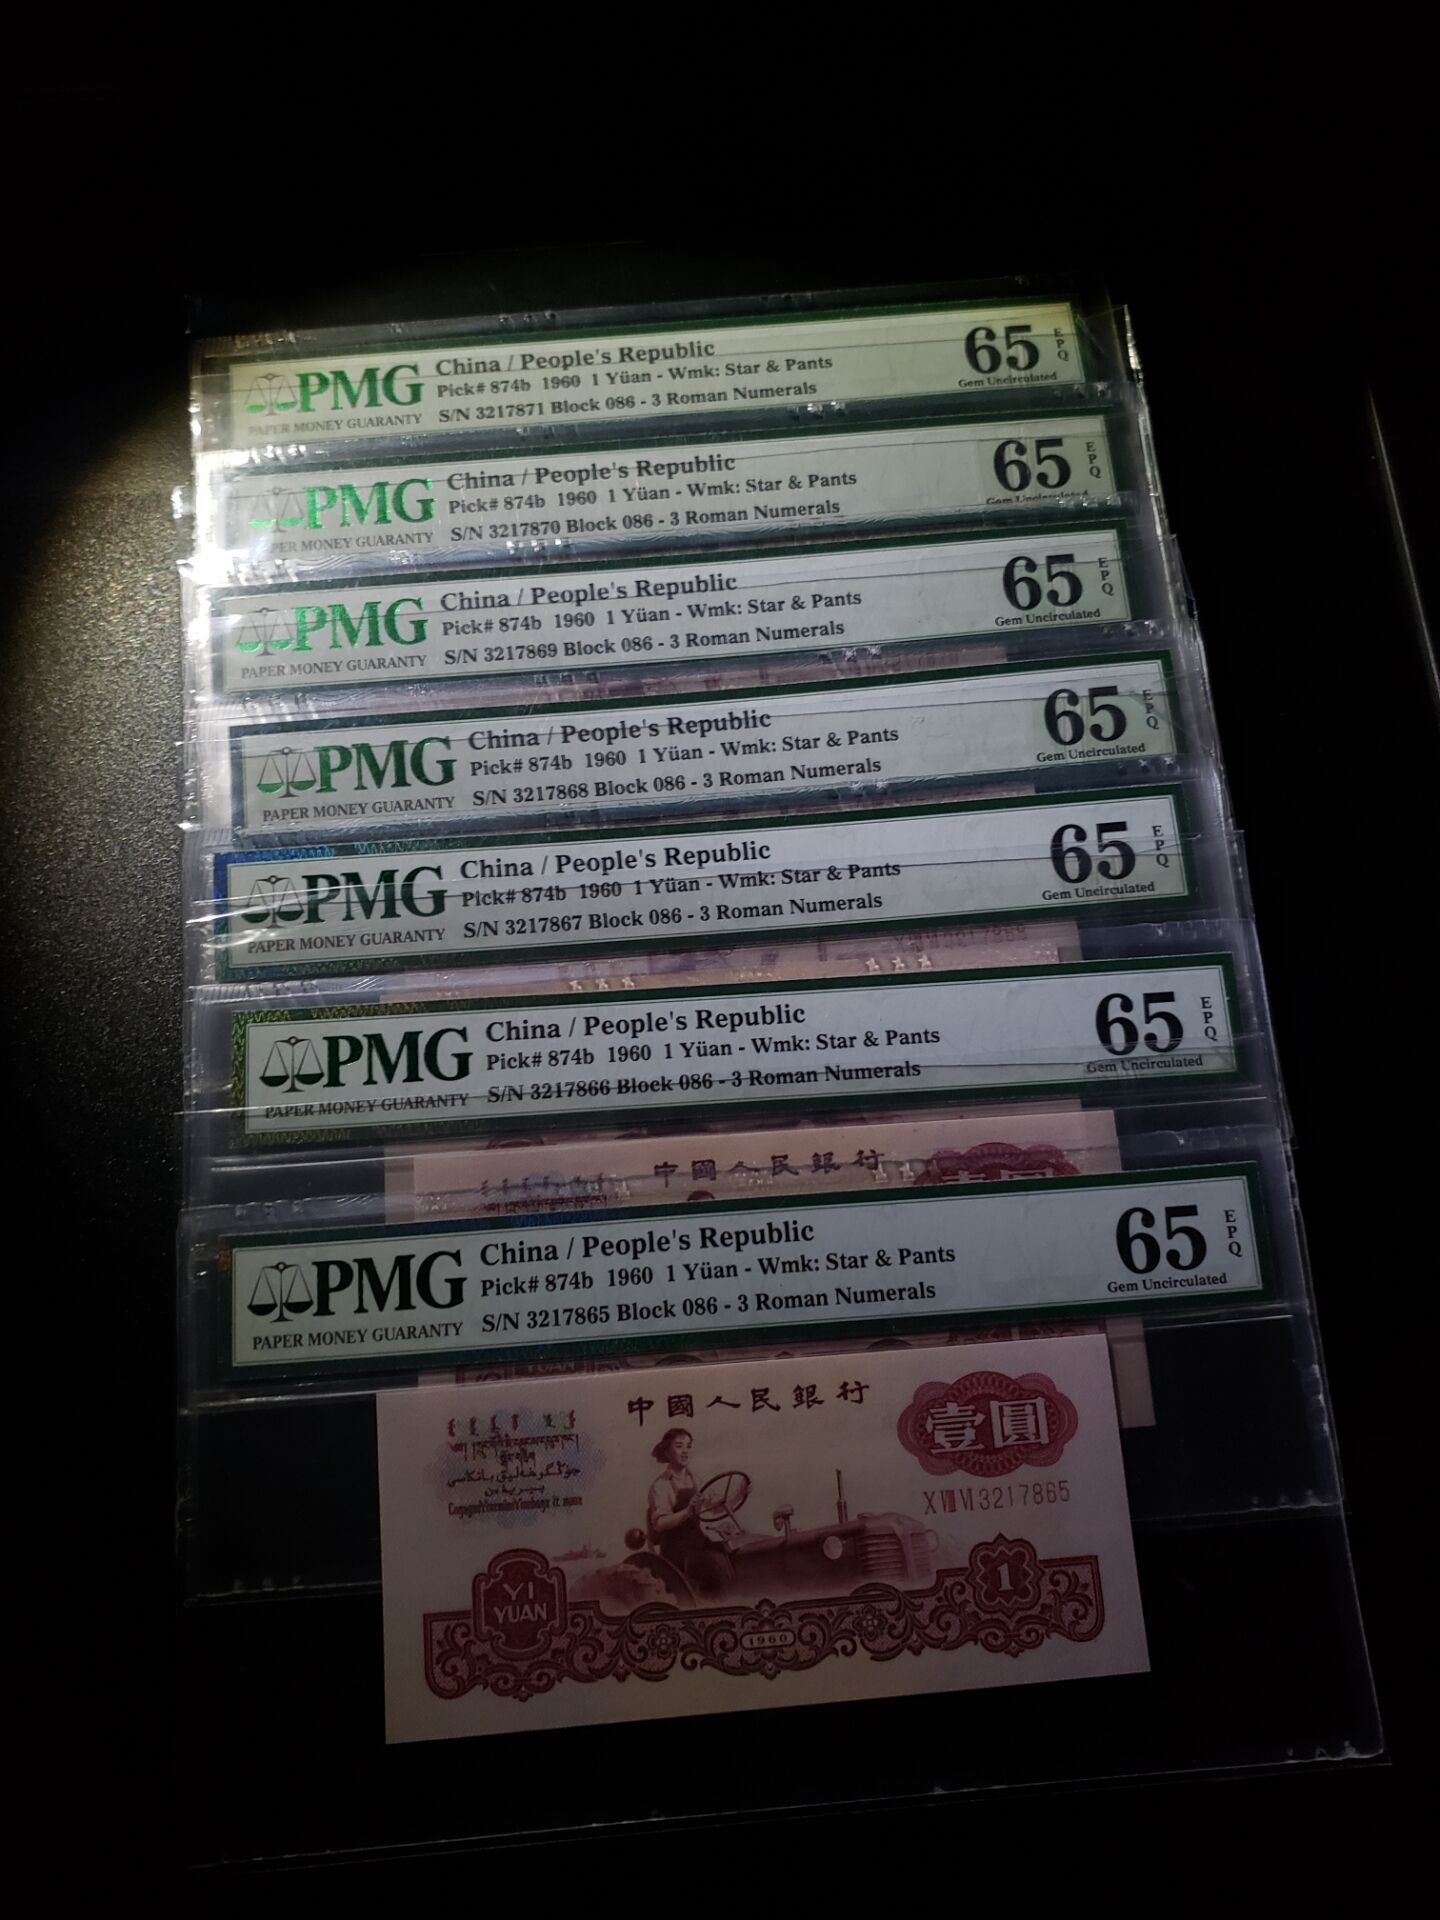 PMG
PAPER MONEY GUARANTY
China / People's Republic
Pick# 874b 1960 1 Yüan - Wmk: Star & Pants
S/N 3217871 Block 086 - 3 Roman Numerals
65 EPQ
Gem Uncirculated
PMG
PAPER MONEY GUARANTY
China / People's Republic
Pick# 874b 1960 1 Yüan - Wmk: Star & Pants
S/N 3217870 Block 086 - 3 Roman Numerals
65 EPQ
Gem Uncirculated
PMG
PAPER MONEY GUARANTY
China / People's Republic
Pick# 874b 1960 1 Yüan - Wmk: Star & Pants
S/N 3217869 Block 086 - 3 Roman Numerals
65 EPQ
Gem Uncirculated
PMG
PAPER MONEY GUARANTY
China / People's Republic
Pick# 874b 1960 1 Yüan - Wmk: Star & Pants
S/N 3217868 Block 086 - 3 Roman Numerals
65 EPQ
Gem Uncirculated
PMG
PAPER MONEY GUARANTY
China / People's Republic
Pick# 874b 1960 1 Yüan - Wmk: Star & Pants
S/N 3217867 Block 086 - 3 Roman Numerals
65 EPQ
Gem Uncirculated
PMG
PAPER MONEY GUARANTY
China / People's Republic
Pick# 874b 1960 1 Yüan - Wmk: Star & Pants
S/N 3217866 Block 086 - 3 Roman Numerals
65 EPQ
Gem Uncirculated
中國人民銀行
PMG
PAPER MONEY GUARANTY
China / People's Republic
Pick# 874b 1960 1 Yüan - Wmk: Star & Pants
S/N 3217865 Block 086 - 3 Roman Numerals
65 EPQ
Gem Uncirculated
中國人民銀行
壹圓
X Ⅷ Ⅵ 3217865
YI
YUAN
1
1960